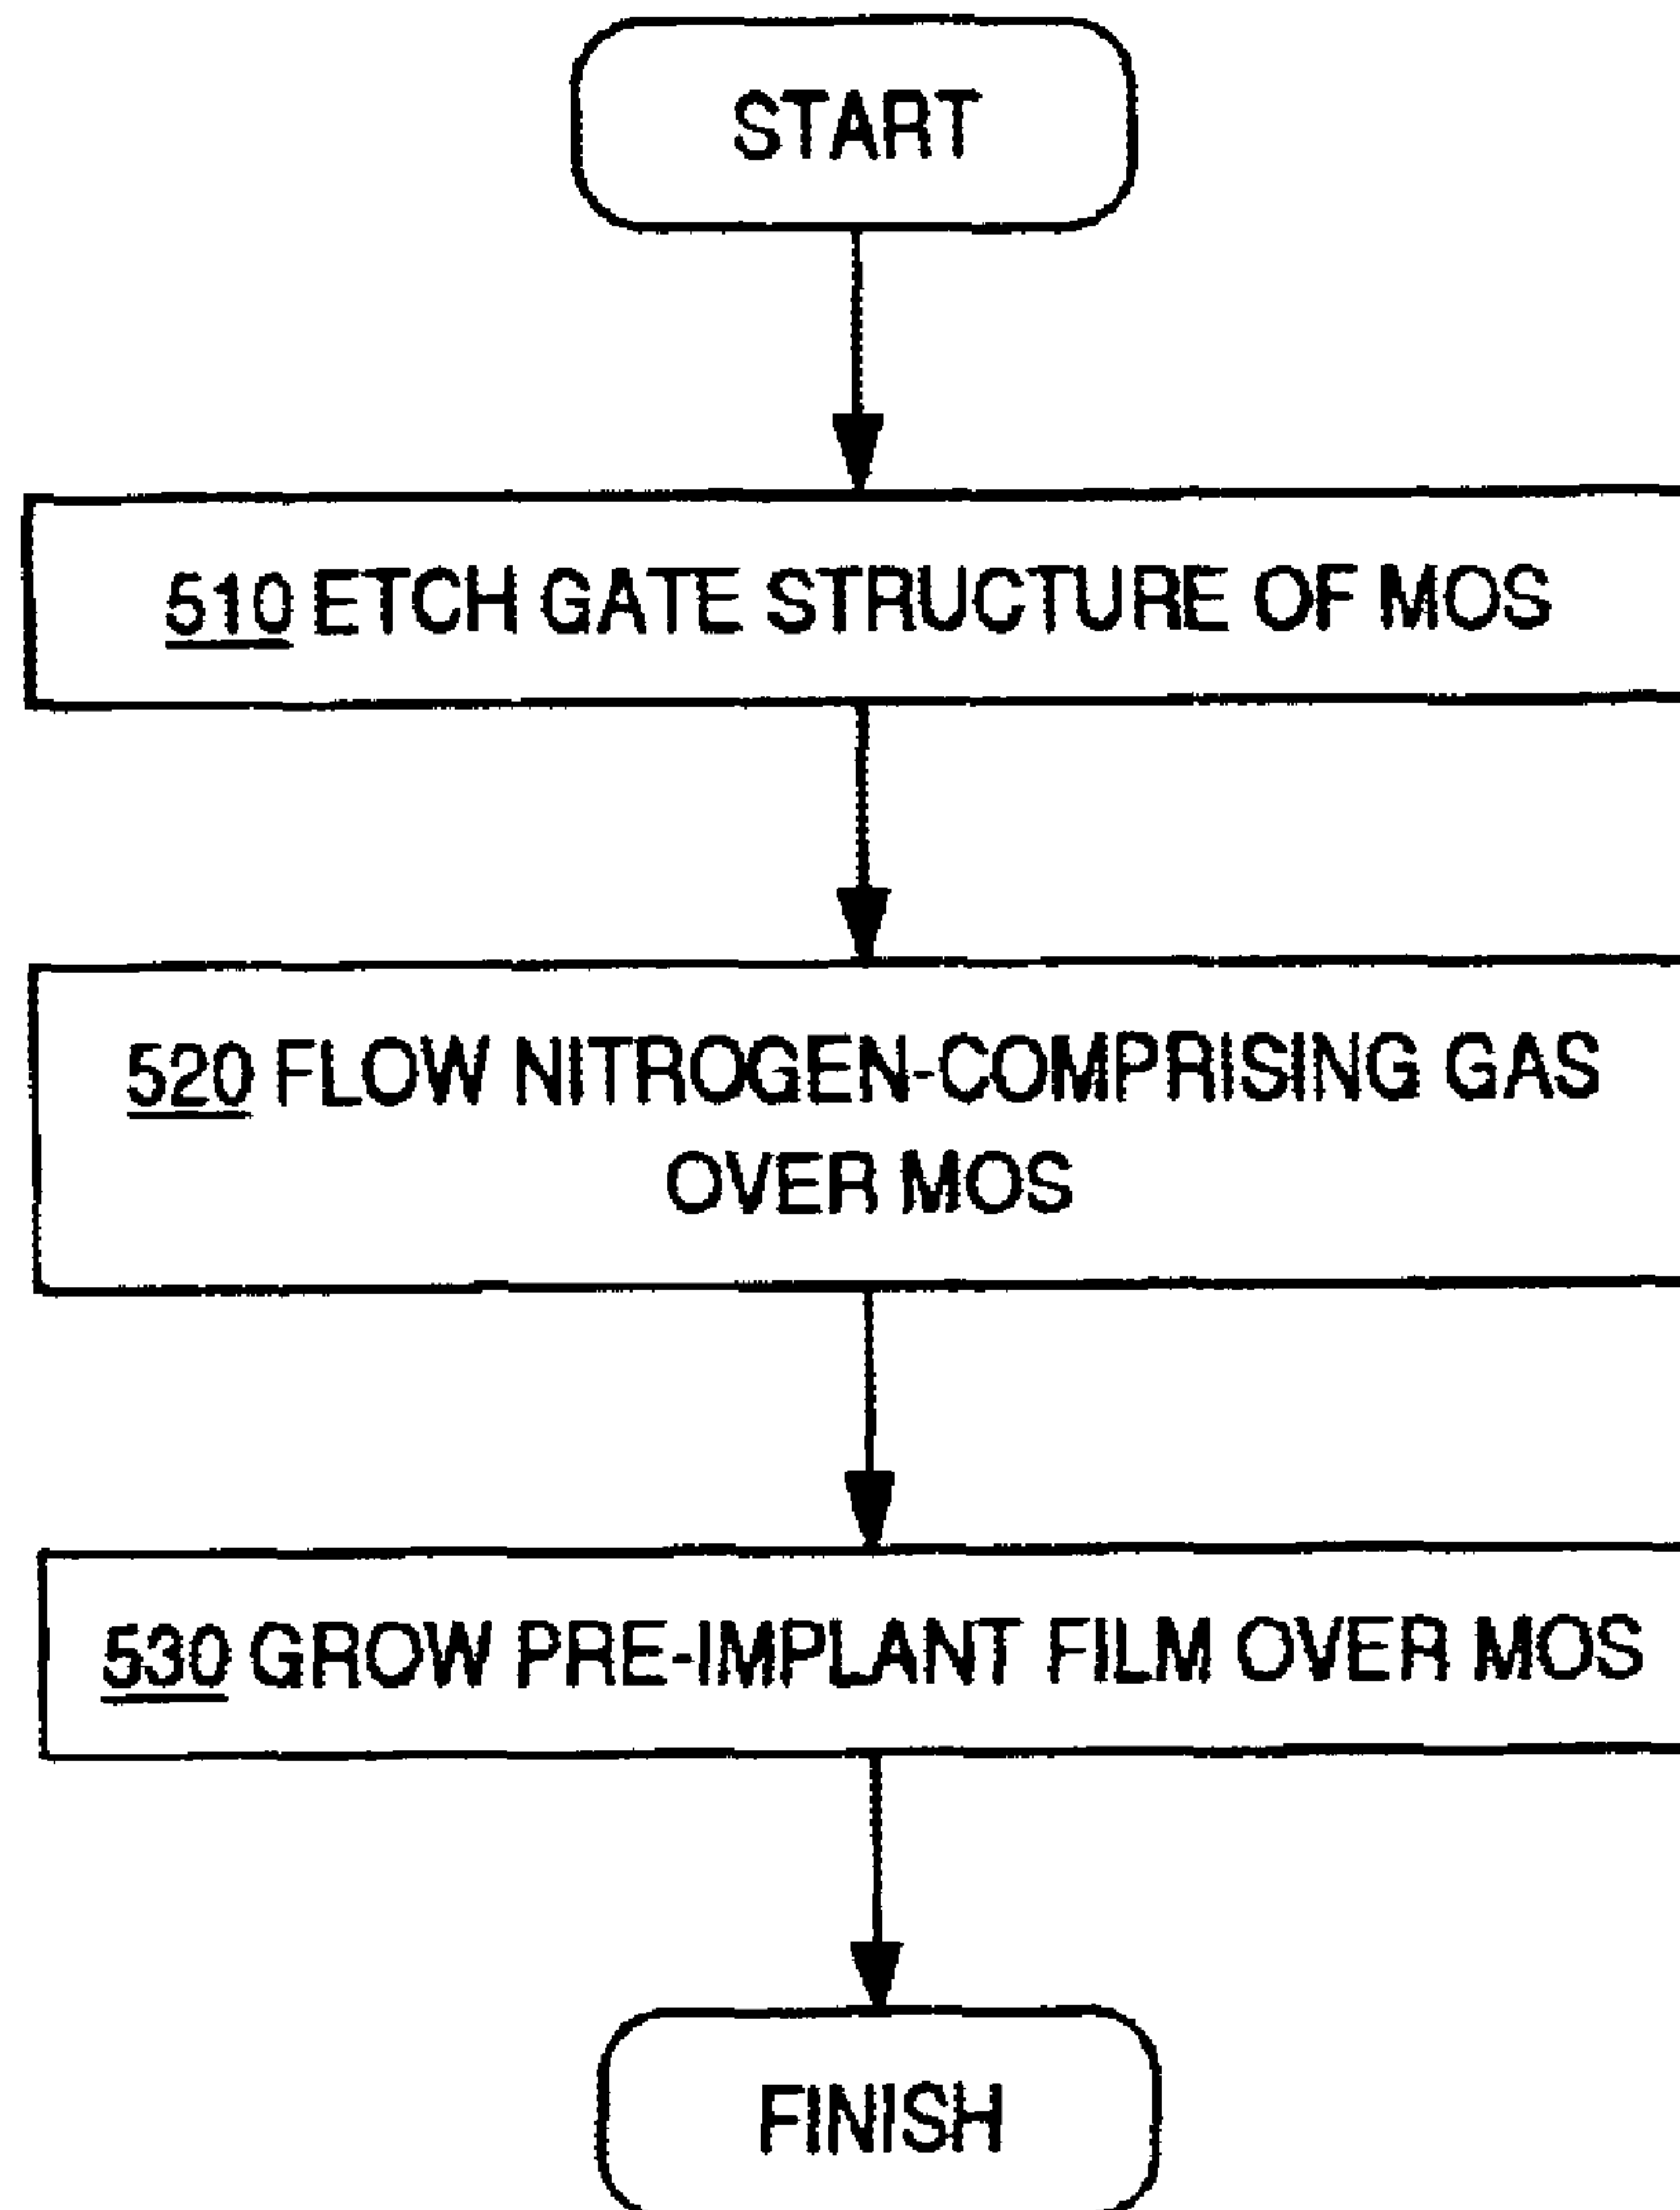 START
510 ETCH GATE STRUCTURE OF MOS
520 FLOW NITROGEN-COMPRISING GAS
OVER MOS
530 GROW PRE-IMPLANT FILM OVER MOS
FINISH